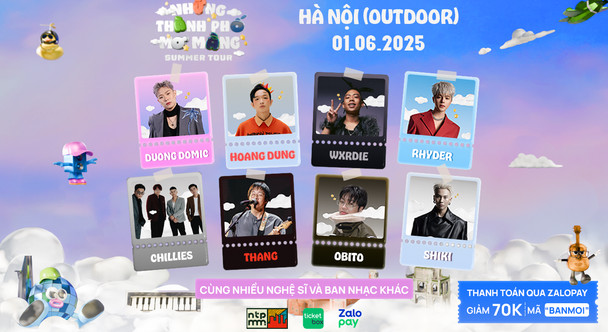 NHỮNG
THÀNH PHỐ
MƠ MÀNG
SUMMER TOUR
HÀ NỘI (OUTDOOR)
01.06.2025
DUONG DOMIC
HOANG DUNG
WXRDIE
RHYDER
CHILLIES
THANG
OBITO
SHIKI
CÙNG NHIỀU NGHỆ SĨ VÀ BAN NHẠC KHÁC
ntp
mm
ticket
box
Zalo
pay
THANH TOÁN QUA ZALOPAY
GIẢM 70K MÃ "BANMOI"